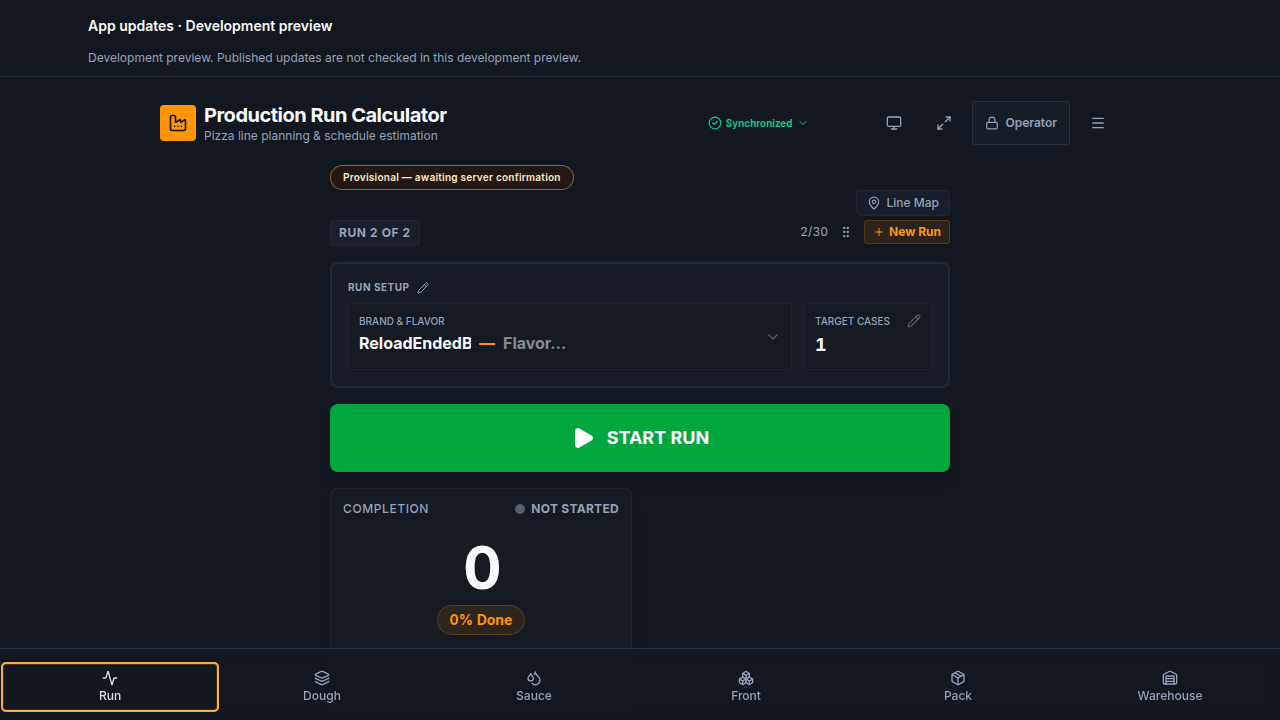 App updates · Development preview
Development preview. Published updates are not checked in this development preview.
Production Run Calculator
Pizza line planning & schedule estimation
Synchronized
Operator
Provisional — awaiting server confirmation
Line Map
RUN 2 OF 2
2/30
New Run
RUN SETUP
BRAND & FLAVOR
ReloadEndedB — Flavor...
TARGET CASES
1
START RUN
COMPLETION
NOT STARTED
0
0% Done
Run
Dough
Sauce
Front
Pack
Warehouse